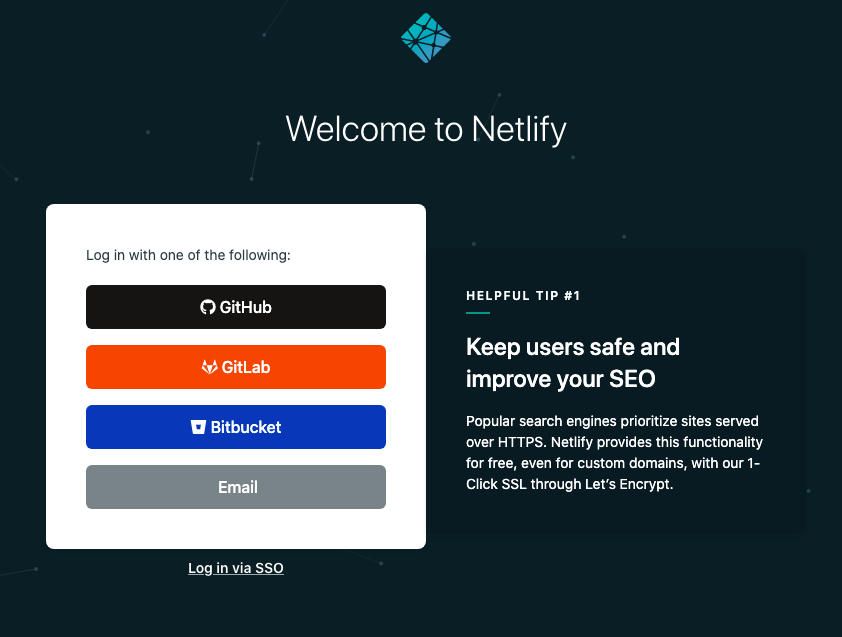 Welcome to Netlify
Log in with one of the following:
GitHub
GitLab
Bitbucket
Email
Log in via SSO
HELPFUL TIP #1
Keep users safe and
improve your SEO
Popular search engines prioritize sites served
over HTTPS. Netlify provides this functionality
for free, even for custom domains, with our 1-
Click SSL through Let’s Encrypt.